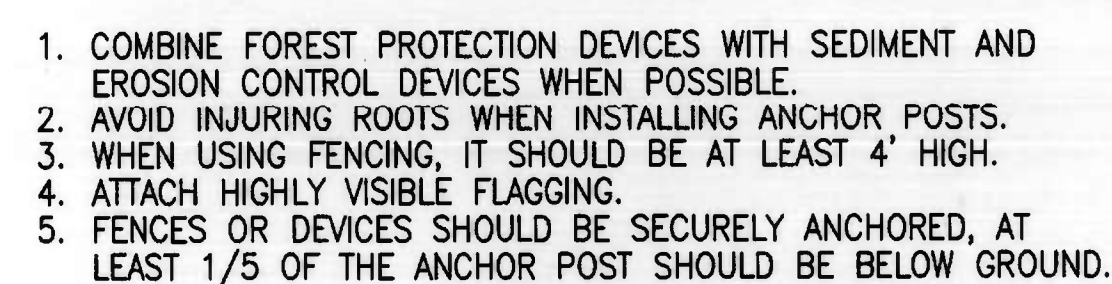 1. COMBINE FOREST PROTECTION DEVICES WITH SEDIMENT AND
EROSION CONTROL DEVICES WHEN POSSIBLE.
2. AVOID INJURING ROOTS WHEN INSTALLING ANCHOR POSTS.
3. WHEN USING FENCING, IT SHOULD BE AT LEAST 4' HIGH.
4. ATTACH HIGHLY VISIBLE FLAGGING.
5. FENCES OR DEVICES SHOULD BE SECURELY ANCHORED, AT
LEAST 1/5 OF THE ANCHOR POST SHOULD BE BELOW GROUND.